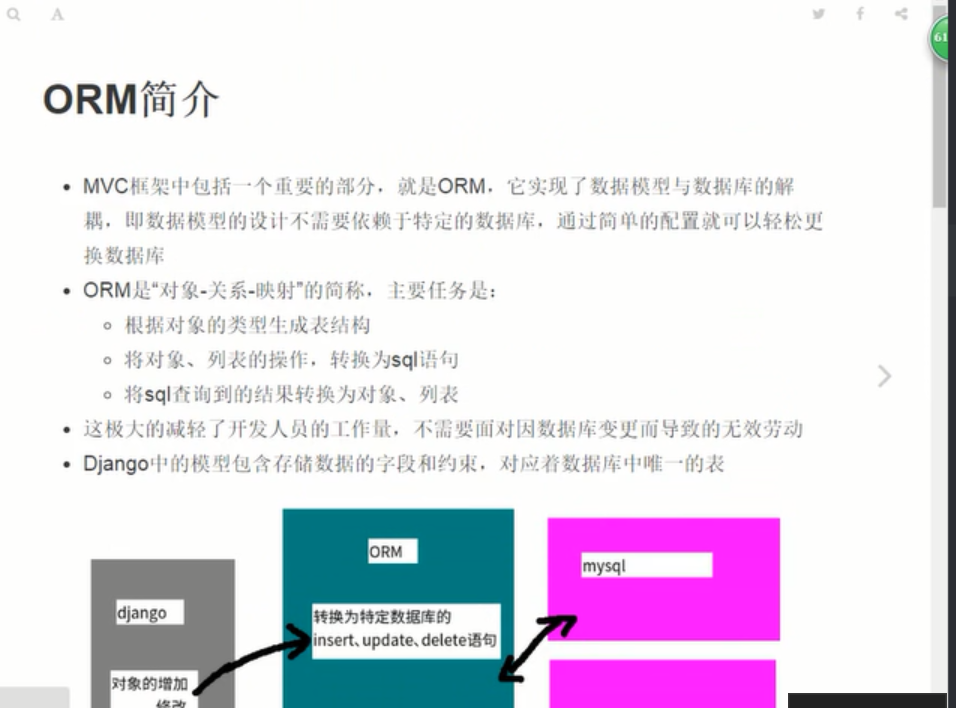 A
61
ORM简介
MVC框架中包括一个重要的部分，就是ORM，它实现了数据模型与数据库的解
耦，即数据模型的设计不需要依赖于特定的数据库，通过简单的配置就可以轻松更
换数据库
ORM是“对象-关系-映射”的简称，主要任务是：
根据对象的类型生成表结构
将对象、列表的操作，转换为sql语句
将sql查询到的结果转换为对象、列表
这极大的减轻了开发人员的工作量，不需要面对因数据库变更而导致的无效劳动
Django中的模型包含存储数据的字段和约束，对应着数据库中唯一的表
ORM
mysql
django
转换为特定数据库的
insert、update、delete语句
对象的增加
修改